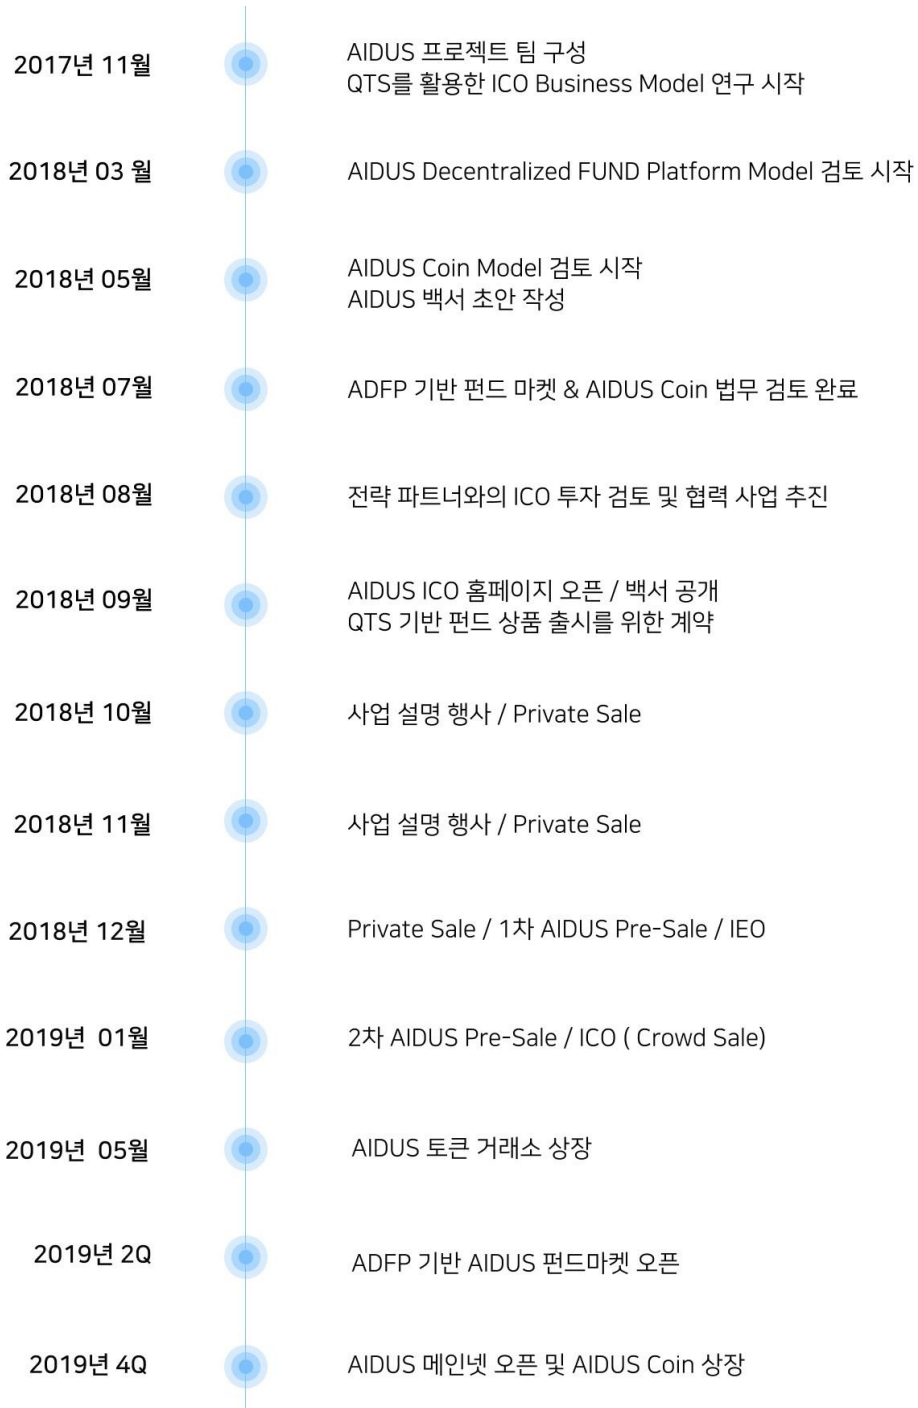 2017년 11월
AIDUS 프로젝트 팀 구성
QTS를 활용한 ICO Business Model 연구 시작
2018년 03 월
AIDUS Decentralized FUND Platform Model 검토 시작
2018년 05월
AIDUS Coin Model 검토 시작
AIDUS 백서 초안 작성
2018년 07월
ADFP 기반 펀드 마켓 & AIDUS Coin 법무 검토 완료
2018년 08월
전략 파트너와의 ICO 투자 검토 및 협력 사업 추진
2018년 09월
AIDUS ICO 홈페이지 오픈 / 백서 공개
QTS 기반 펀드 상품 출시를 위한 계약
2018년 10월
사업 설명 행사 / Private Sale
2018년 11월
사업 설명 행사 / Private Sale
2018년 12월
Private Sale / 1차 AIDUS Pre-Sale / IEO
2019년 01월
2차 AIDUS Pre-Sale / ICO ( Crowd Sale)
2019년 05월
AIDUS 토큰 거래소 상장
2019년 2Q
ADFP 기반 AIDUS 펀드마켓 오픈
2019년 4Q
AIDUS 메인넷 오픈 및 AIDUS Coin 상장